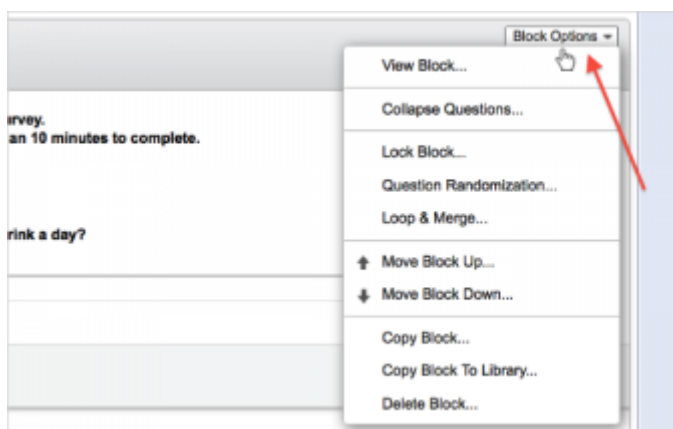 Block Options
View Block...
Collapse Questions...
rvey.
an 10 minutes to complete.
Lock Block...
Question Randomization...
Loop & Merge...
rink a day?
Move Block Up...
Move Block Down...
Copy Block...
Copy Block To Library...
Delete Block...